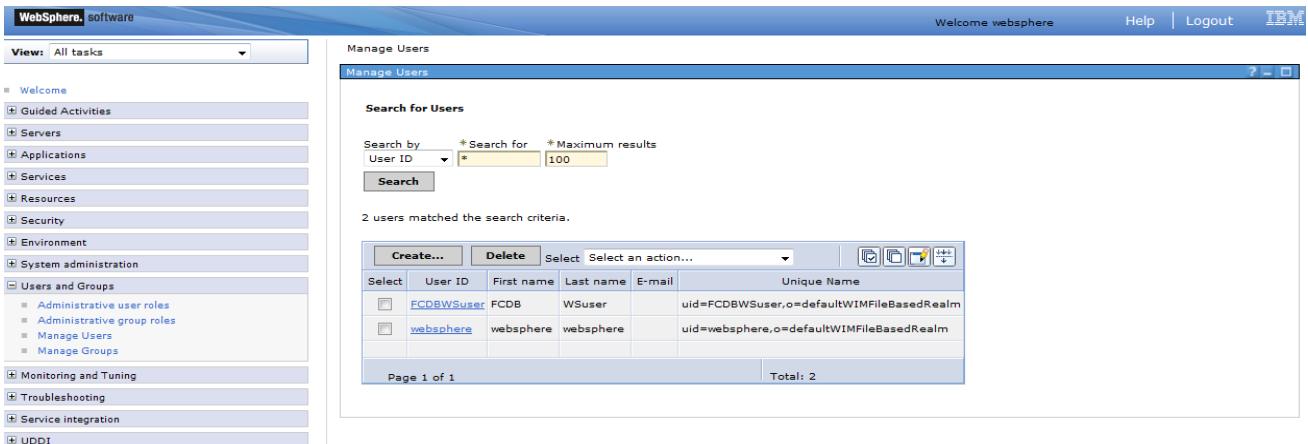 WebSphere. software
Welcome websphere Help Logout IBM
View: All tasks
Welcome
Guided Activities
Servers
Applications
Services
Resources
Security
Environment
System administration
Users and Groups
Administrative user roles
Administrative group roles
Manage Users
Manage Groups
Monitoring and Tuning
Troubleshooting
Service integration
UDDI
Manage Users
Manage Users ?
Search for Users
Search by *Search for *Maximum results
User ID * 100
Search
2 users matched the search criteria.
Create... Delete Select Select an action...
Select User ID First name Last name E-mail Unique Name
FCDBWSuser FCDB WSuser uid=FCDBWSuser,o=defaultWIMFileBasedRealm
websphere websphere websphere uid=websphere,o=defaultWIMFileBasedRealm
Page 1 of 1 Total: 2